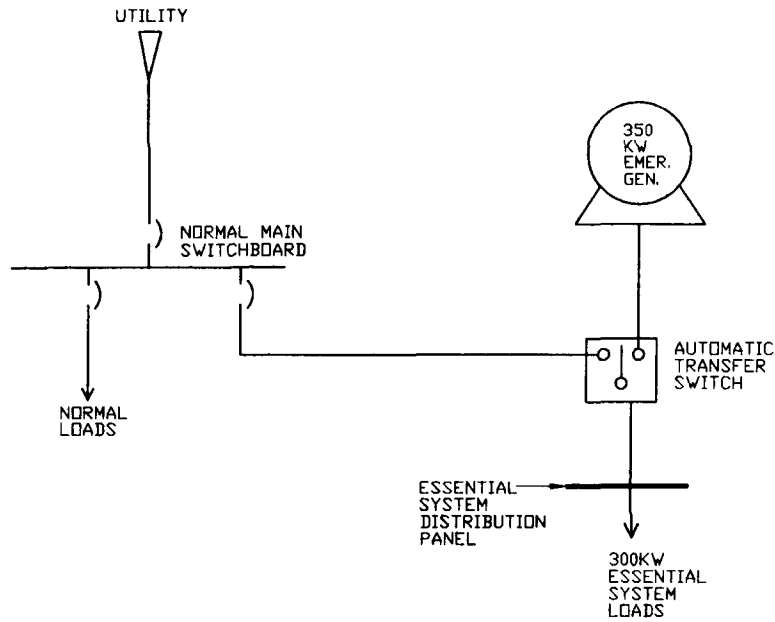 UTILITY
350
KW
EMER.
GEN.
NORMAL MAIN
SWITCHBOARD
AUTOMATIC
TRANSFER
SWITCH
NORMAL
LOADS
ESSENTIAL
SYSTEM
DISTRIBUTION
PANEL
300KW
ESSENTIAL
SYSTEM
LOADS